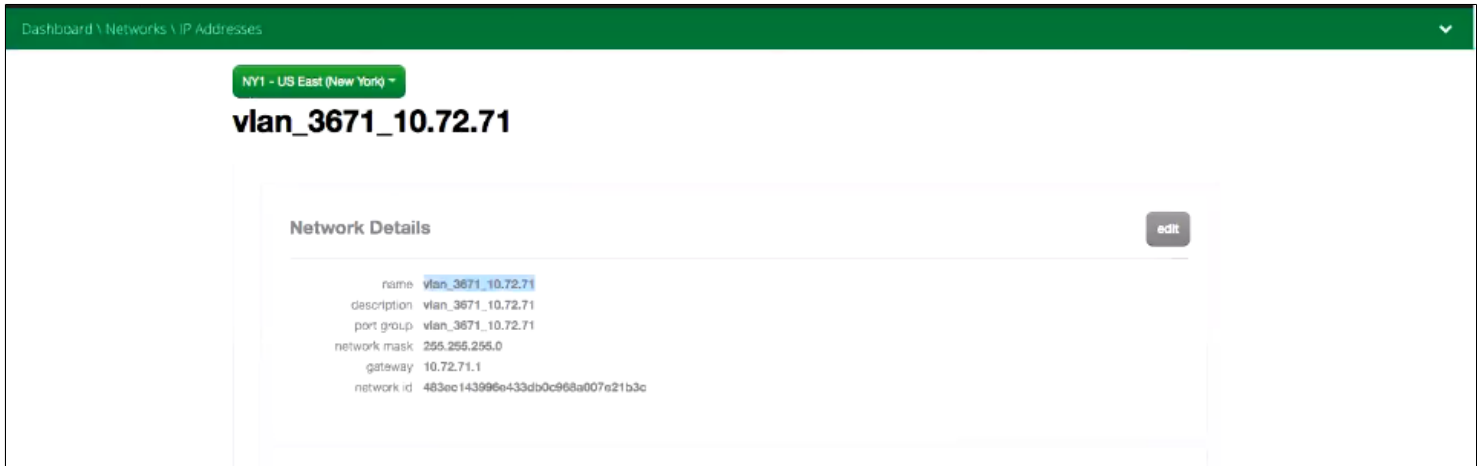 Dashboard \ Networks \ IP Addresses
NY1 - US East (New York)
vlan_3671_10.72.71
Network Details
edit
name vlan_3671_10.72.71
description vlan_3671_10.72.71
port group vlan_3671_10.72.71
network mask 255.255.255.0
gateway 10.72.71.1
network id 483ec143996e433db0c968a007e21b3c